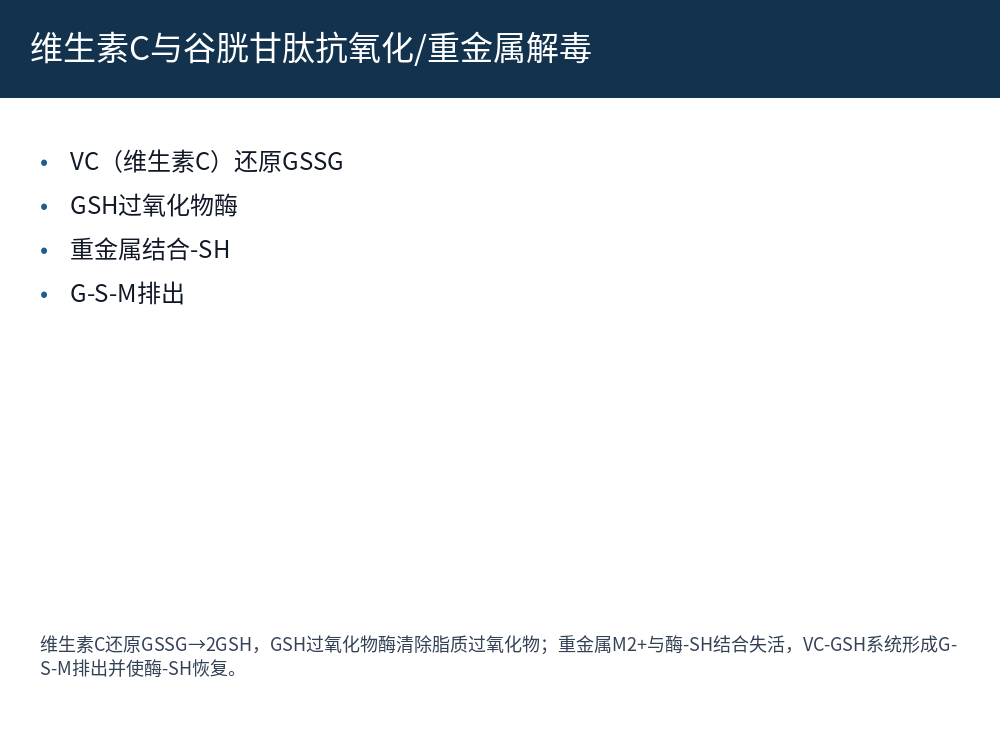 维生素C与谷胱甘肽抗氧化/重金属解毒
• VC（维生素C）还原GSSG
• GSH过氧化物酶
• 重金属结合-SH
• G-S-M排出
维生素C还原GSSG→2GSH，GSH过氧化物酶清除脂质过氧化物；重金属M2+与酶-SH结合失活，VC-GSH系统形成G-
S-M排出并使酶-SH恢复。